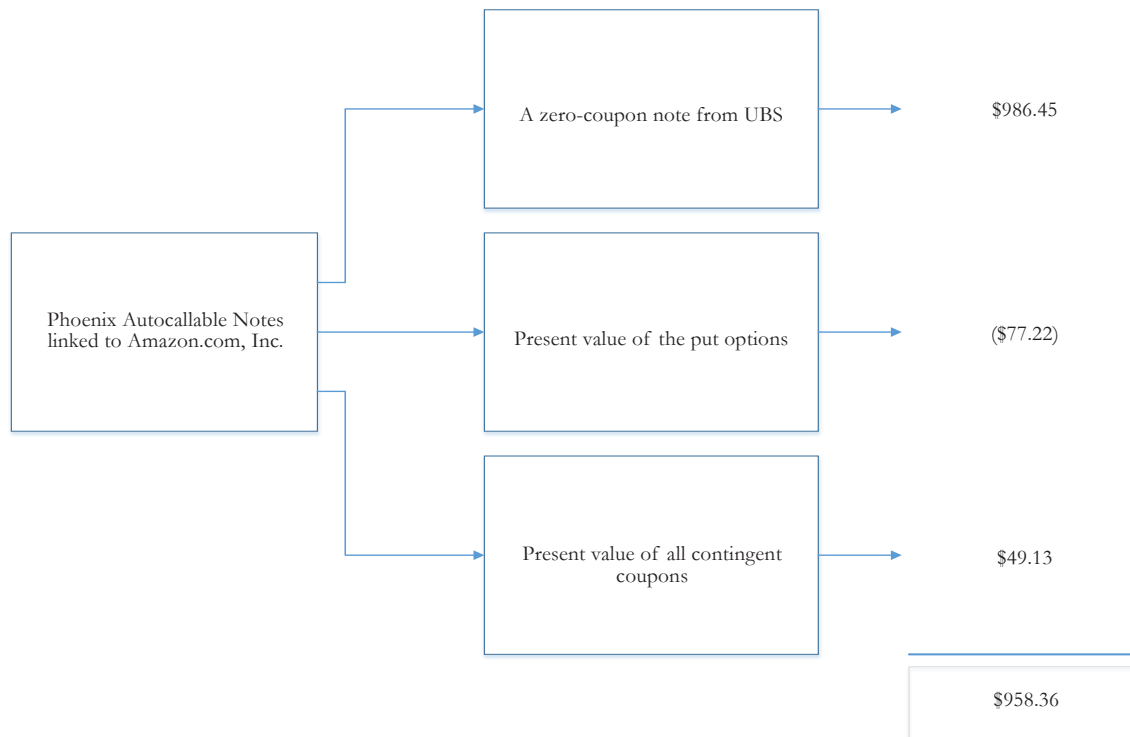 A zero-coupon note from UBS
$986.45
Phoenix Autocallable Notes
linked to Amazon.com, Inc.
Present value of the put options
($77.22)
Present value of all contingent
coupons
$49.13
$958.36